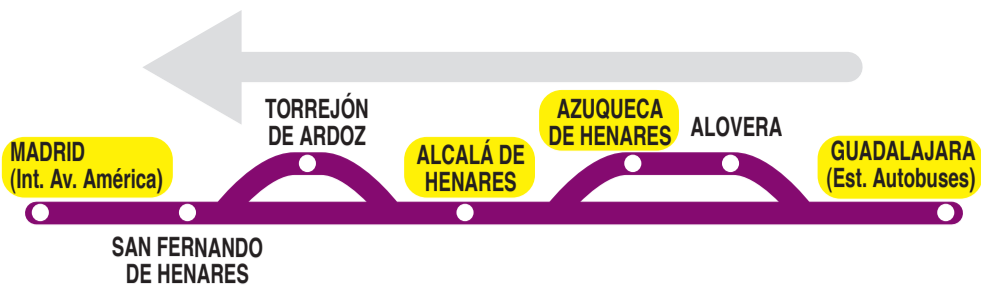 MADRID
(Int. Av. América)
SAN FERNANDO
DE HENARES
TORREJÓN
DE ARDOZ
ALCALÁ DE
HENARES
AZUQUECA
DE HENARES
ALOVERA
GUADALAJARA
(Est. Autobuses)